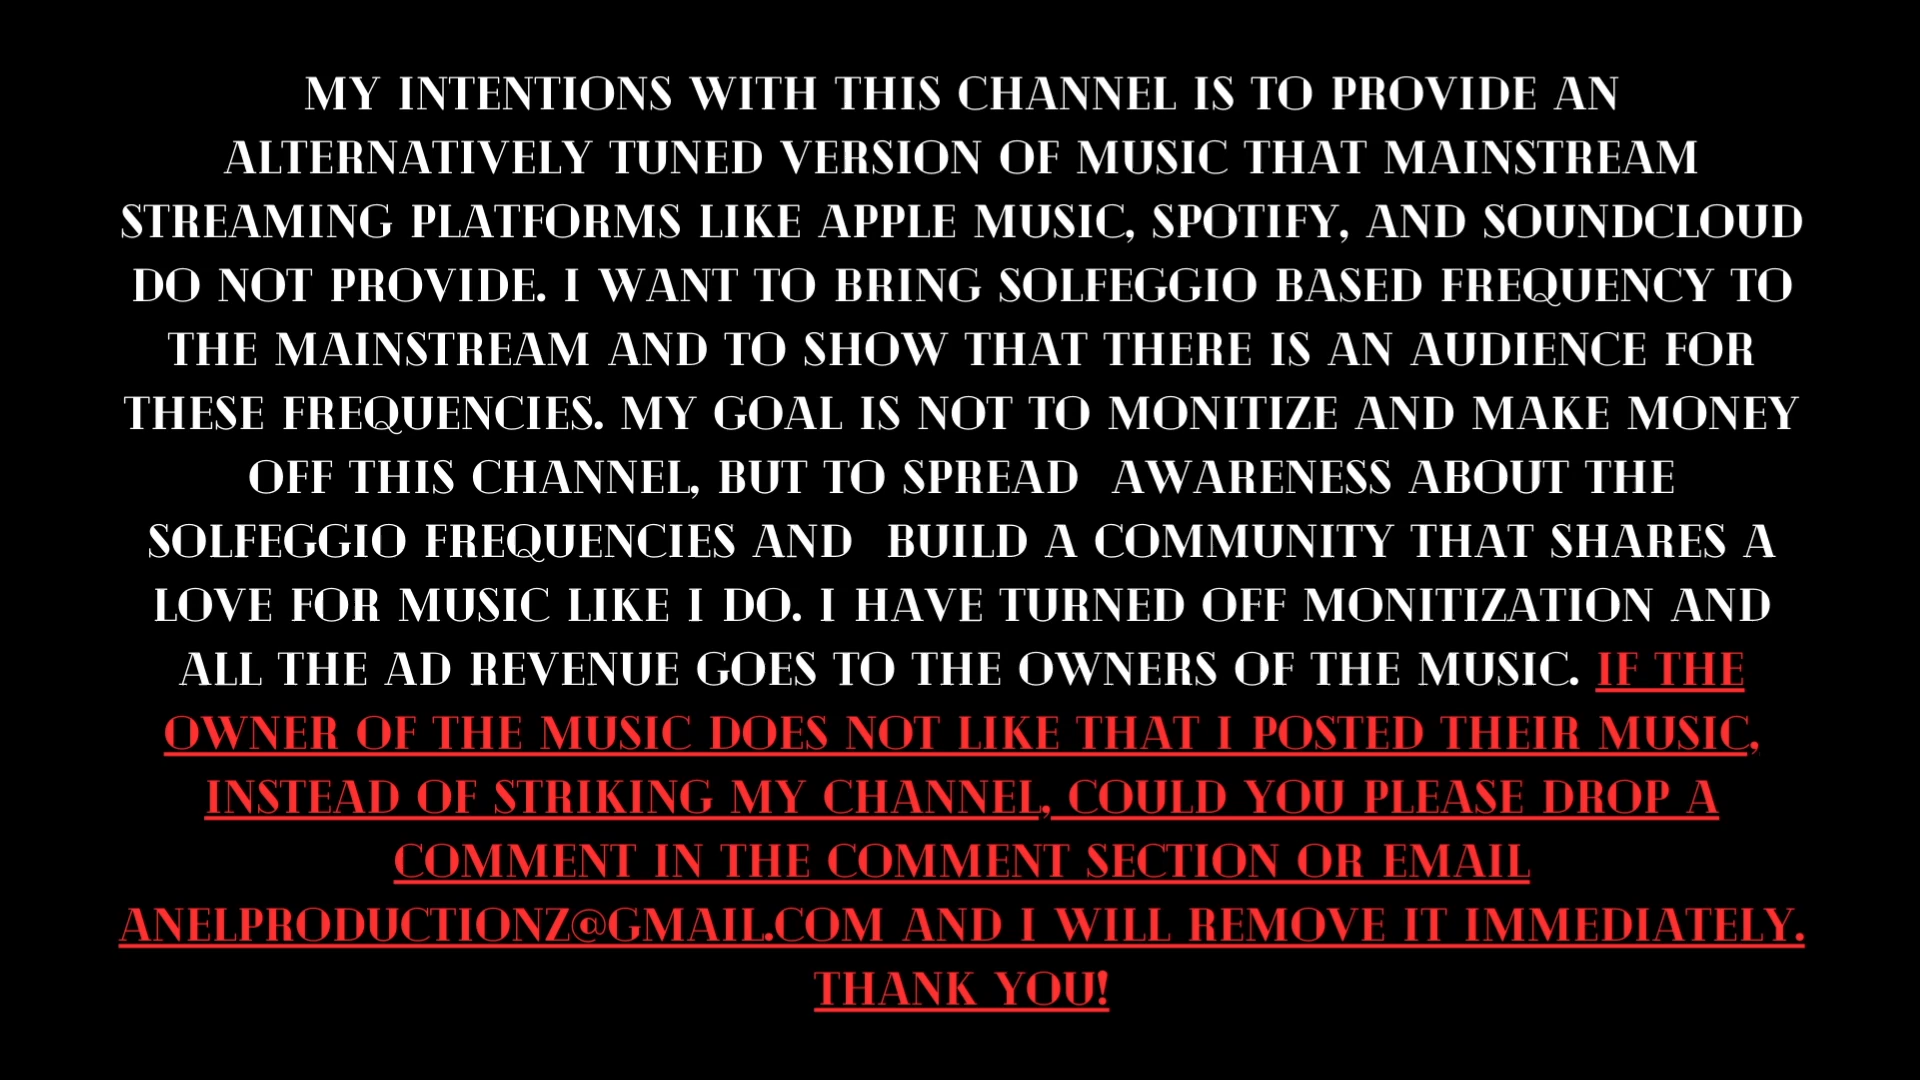 MY INTENTIONS WITH THIS CHANNEL IS TO PROVIDE AN
ALTERNATIVELY TUNED VERSION OF MUSIC THAT MAINSTREAM
STREAMING PLATFORMS LIKE APPLE MUSIC, SPOTIFY, AND SOUNDCLOUD
DO NOT PROVIDE. I WANT TO BRING SOLFEGGIO BASED FREQUENCY TO
THE MAINSTREAM AND TO SHOW THAT THERE IS AN AUDIENCE FOR
THESE FREQUENCIES. MY GOAL IS NOT TO MONITIZE AND MAKE MONEY
OFF THIS CHANNEL, BUT TO SPREAD  AWARENESS ABOUT THE
SOLFEGGIO FREQUENCIES AND  BUILD A COMMUNITY THAT SHARES A
LOVE FOR MUSIC LIKE I DO. I HAVE TURNED OFF MONITIZATION AND
ALL THE AD REVENUE GOES TO THE OWNERS OF THE MUSIC. IF THE
OWNER OF THE MUSIC DOES NOT LIKE THAT I POSTED THEIR MUSIC,
INSTEAD OF STRIKING MY CHANNEL, COULD YOU PLEASE DROP A
COMMENT IN THE COMMENT SECTION OR EMAIL
ANELPRODUCTIONZ@GMAIL.COM AND I WILL REMOVE IT IMMEDIATELY.
THANK YOU!